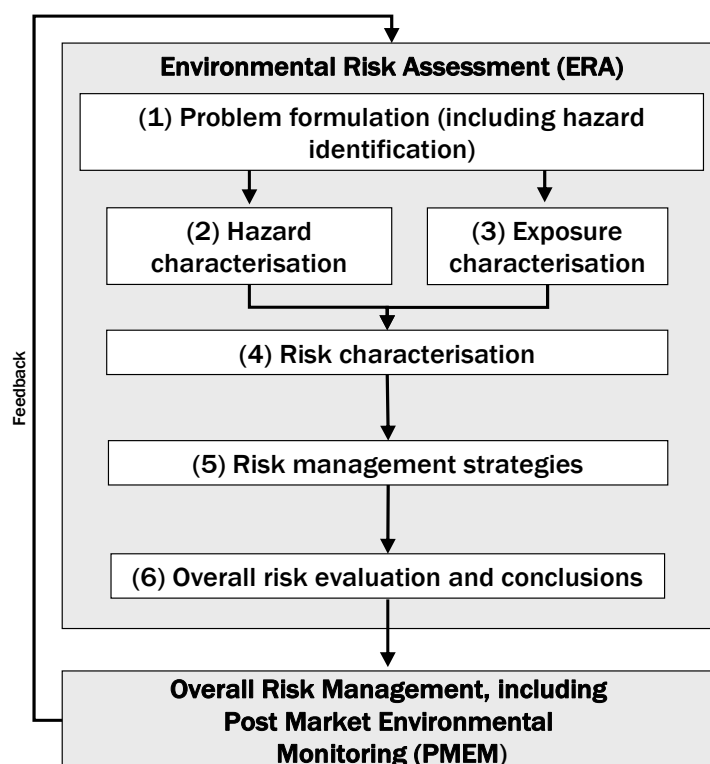 Environmental Risk Assessment (ERA)
(1) Problem formulation (including hazard
identification)
(2) Hazard
characterisation
(3) Exposure
characterisation
(4) Risk characterisation
Feedback
(5) Risk management strategies
(6) Overall risk evaluation and conclusions
Overall Risk Management, including
Post Market Environmental
Monitoring (PMEM)